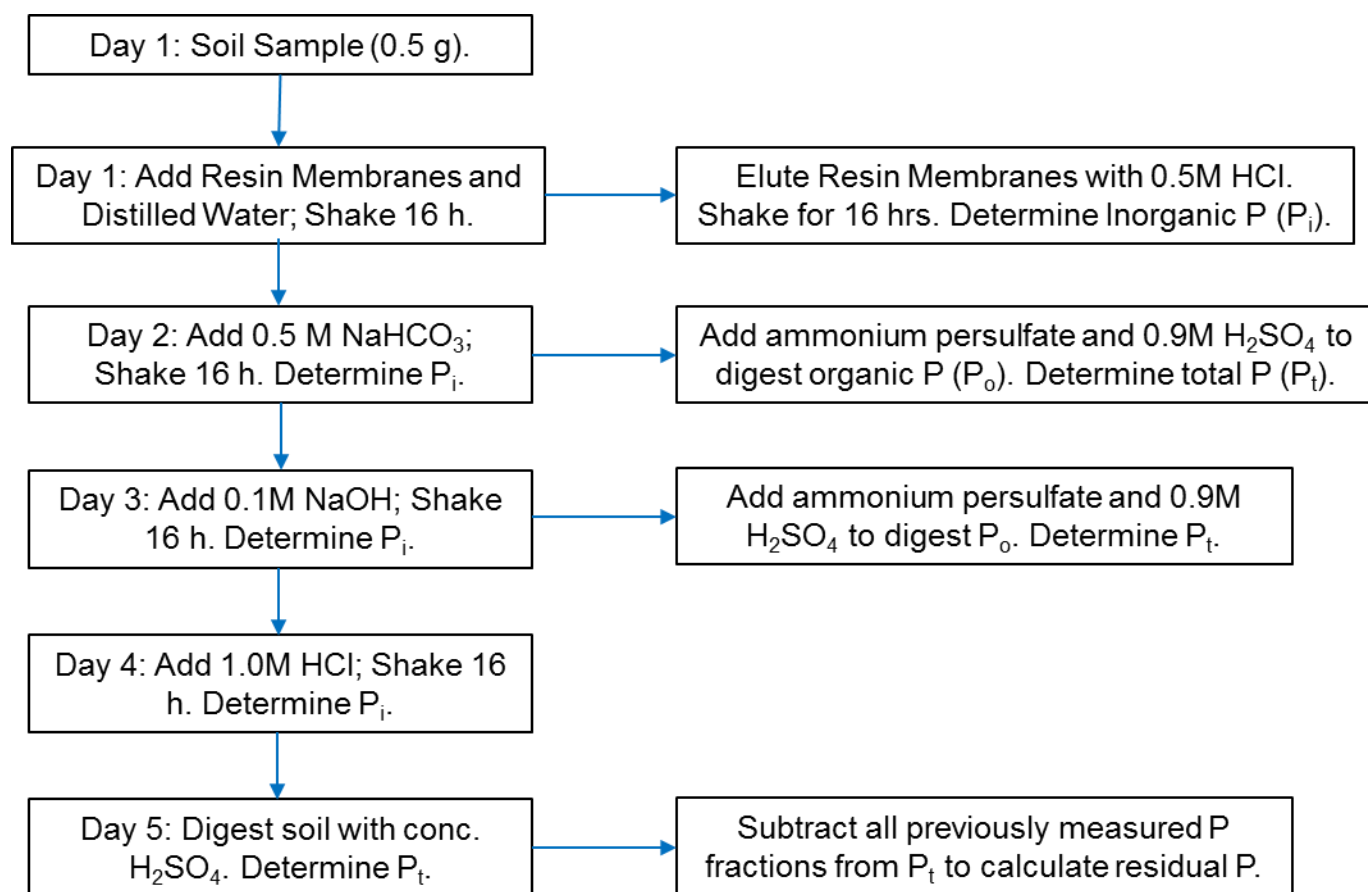 Day 1: Soil Sample (0.5 g).
Day 1: Add Resin Membranes and
Distilled Water; Shake 16 h.
Elute Resin Membranes with 0.5M HCl.
Shake for 16 hrs. Determine Inorganic P (Pᵢ).
Day 2: Add 0.5 M NaHCO₃;
Shake 16 h. Determine Pᵢ.
Add ammonium persulfate and 0.9M H₂SO₄ to
digest organic P (Pₒ). Determine total P (Pₜ).
Day 3: Add 0.1M NaOH; Shake
16 h. Determine Pᵢ.
Add ammonium persulfate and 0.9M
H₂SO₄ to digest Pₒ. Determine Pₜ.
Day 4: Add 1.0M HCl; Shake 16
h. Determine Pᵢ.
Day 5: Digest soil with conc.
H₂SO₄. Determine Pₜ.
Subtract all previously measured P
fractions from Pₜ to calculate residual P.